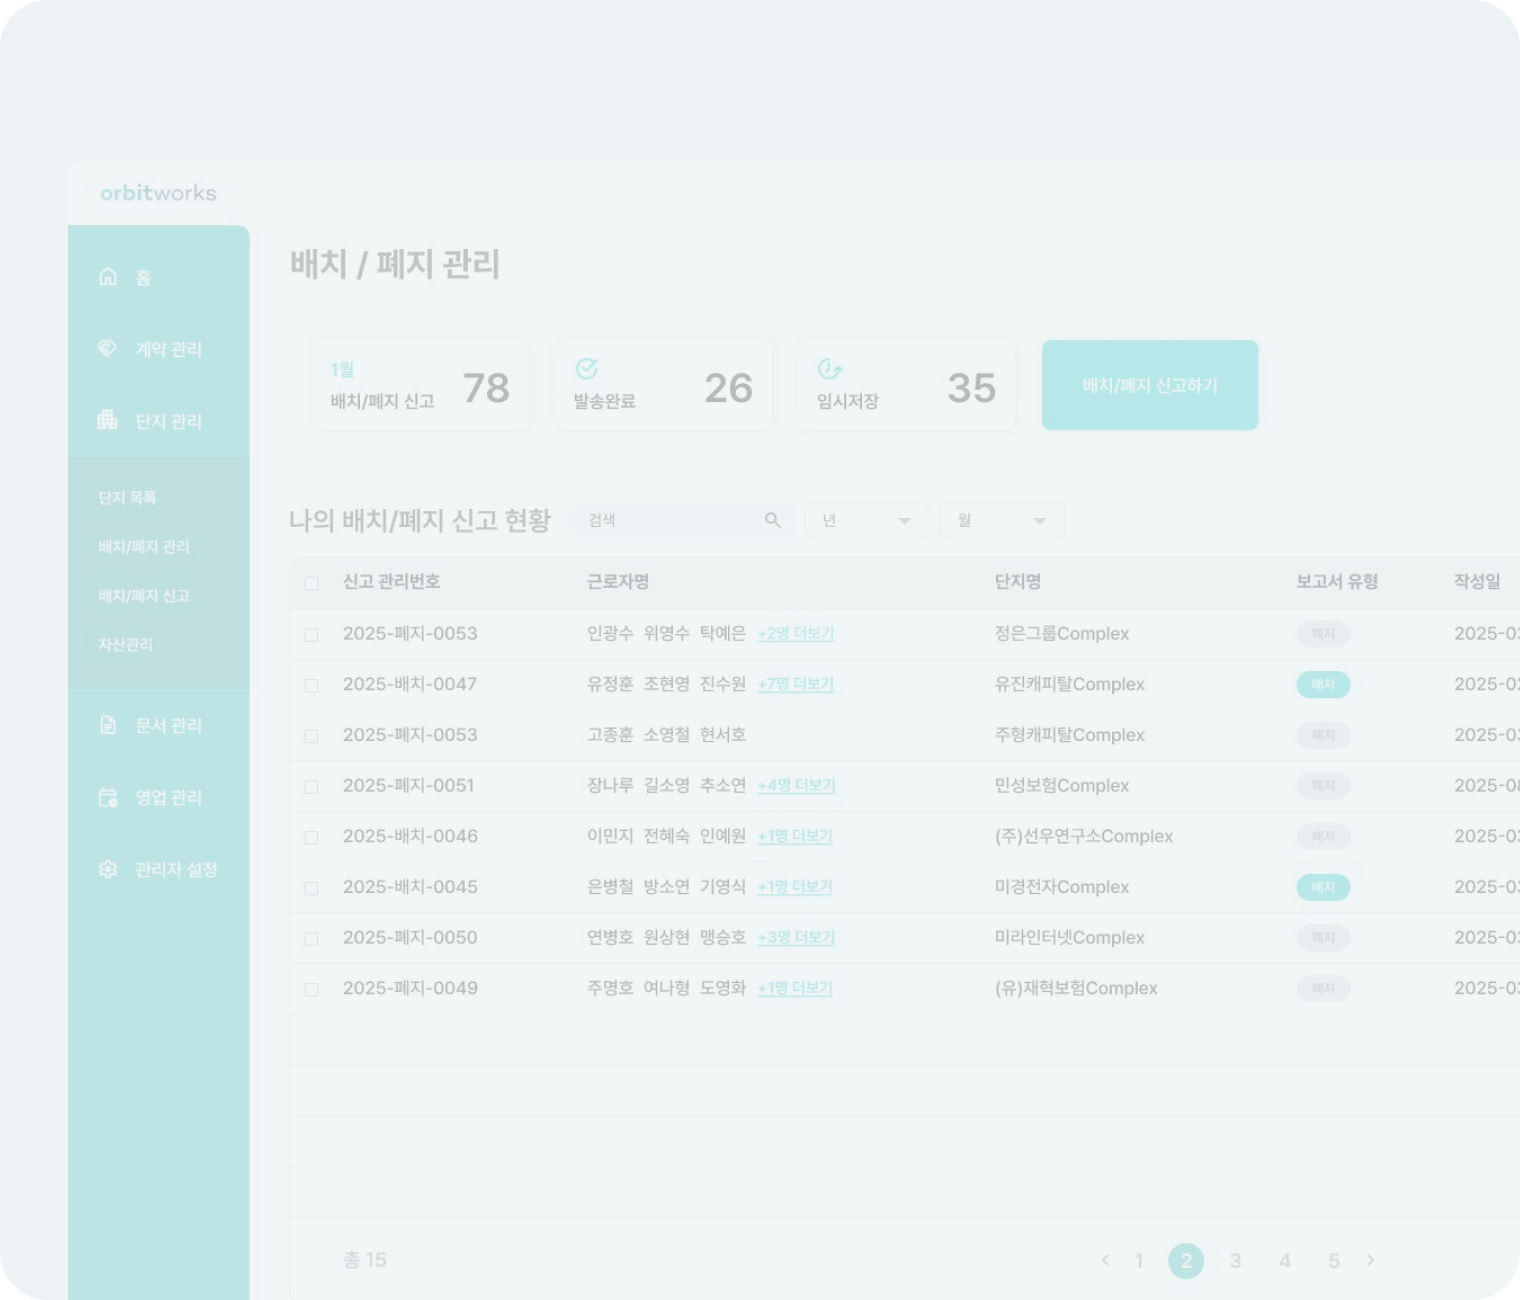 orbitworks
홈
계약 관리
단지 관리
단지 목록
배치/폐지 관리
배치/폐지 신고
자산관리
문서 관리
영업 관리
관리자 설정
배치 / 폐지 관리
1월
배치/폐지 신고 78
발송완료 26
임시저장 35
배치/폐지 신고하기
나의 배치/폐지 신고 현황 검색 년 월
신고 관리번호 근로자명 단지명 보고서 유형 작성일
2025-폐지-0053 인광수 위영수 탁예은 +2명 더보기 정은그룹Complex 폐지 2025-03
2025-배치-0047 유정훈 조현영 진수원 +7명 더보기 유진캐피탈Complex 배치 2025-02
2025-폐지-0053 고종훈 소영철 현서호 주형캐피탈Complex 폐지 2025-03
2025-폐지-0051 장나루 길소영 추소연 +4명 더보기 민성보험Complex 폐지 2025-08
2025-배치-0046 이민지 전혜숙 인예원 +1명 더보기 (주)선우연구소Complex 폐지 2025-03
2025-배치-0045 은병철 방소연 기영식 +1명 더보기 미경전자Complex 배치 2025-03
2025-폐지-0050 연병호 원상현 맹승호 +3명 더보기 미라인터넷Complex 폐지 2025-03
2025-폐지-0049 주명호 여나형 도영화 +1명 더보기 (유)재혁보험Complex 폐지 2025-03
총 15 1 2 3 4 5